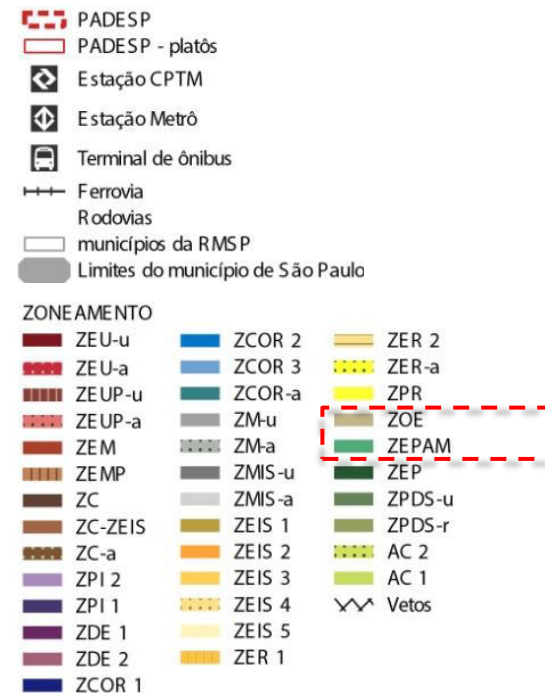 PADESP
PADESP - platôs
Estação CPTM
Estação Metrô
Terminal de ônibus
Ferrovia
Rodovias
municípios da RMSP
Limites do município de São Paulo
ZONEAMENTO
ZEU-u
ZEU-a
ZEUP-u
ZEUP-a
ZEM
ZEMP
ZC
ZC-ZEIS
ZC-a
ZPI 2
ZPI 1
ZDE 1
ZDE 2
ZCOR 1
ZCOR 2
ZCOR 3
ZCOR-a
ZM-u
ZM-a
ZMIS-u
ZMIS-a
ZEIS 1
ZEIS 2
ZEIS 3
ZEIS 4
ZEIS 5
ZER 1
ZER 2
ZER-a
ZPR
ZOE
ZEPAM
ZEP
ZPDS-u
ZPDS-r
AC 2
AC 1
Vetos